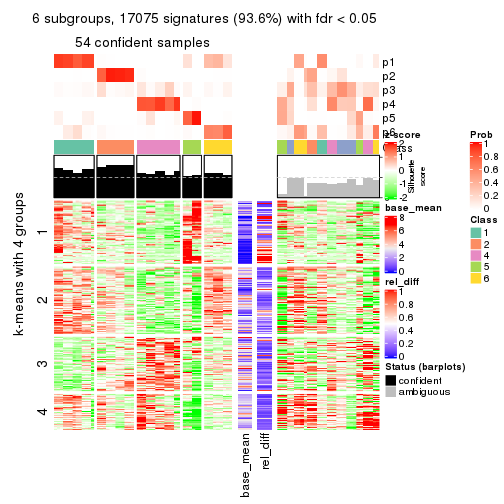 6 subgroups, 17075 signatures (93.6%) with fdr < 0.05
54 confident samples
p1
p2
p3
p4
p5
p6
Class
z_score
2
1
0
-1
-2
Silhouette
score
Prob
1
0.8
0.6
0.4
0.2
0
k-means with 4 groups
1
2
3
4
base_mean
8
6
4
2
0
Class
1
2
4
5
6
rel_diff
1
0.8
0.6
0.4
0.2
0
Status (barplots)
confident
ambiguous
base_mean
rel_diff